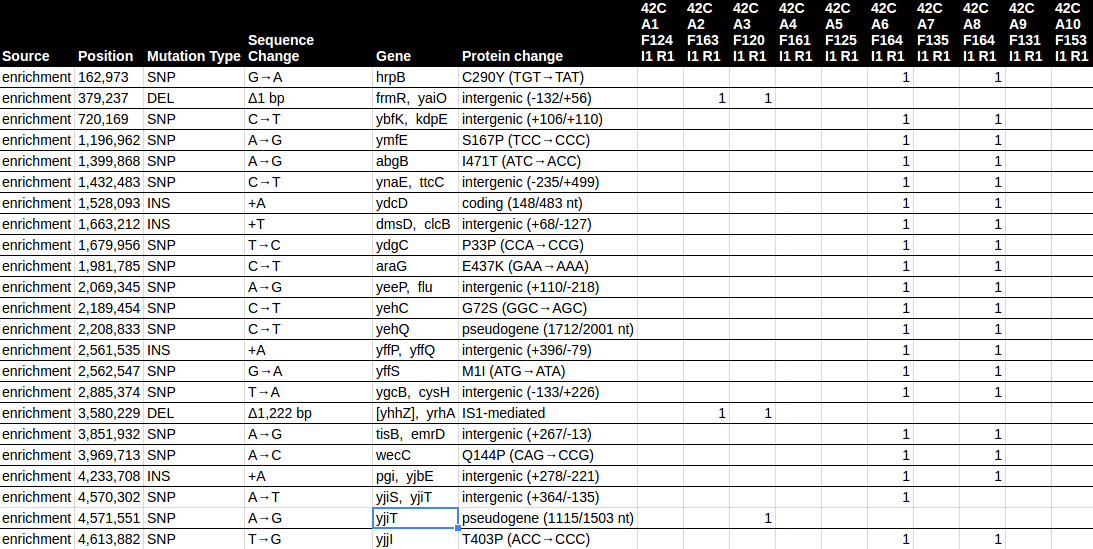 42C 42C 42C 42C 42C 42C 42C 42C 42C 42C
A1 A2 A3 A4 A5 A6 A7 A8 A9 A10
Sequence F124 F163 F120 F161 F125 F164 F135 F164 F131 F153
Source Position Mutation Type Change Gene Protein change I1 R1 I1 R1 I1 R1 I1 R1 I1 R1 I1 R1 I1 R1 I1 R1 I1 R1 I1 R1
enrichment 162,973 SNP G→A hrpB C290Y (TGT→TAT) 1 1
enrichment 379,237 DEL Δ1 bp frmR, yaiO intergenic (-132/+56) 1 1
enrichment 720,169 SNP C→T ybfK, kdpE intergenic (+106/+110) 1 1
enrichment 1,196,962 SNP A→G ymfE S167P (TCC→CCC) 1 1
enrichment 1,399,868 SNP A→G abgB I471T (ATC→ACC) 1 1
enrichment 1,432,483 SNP C→T ynaE, ttcC intergenic (-235/+499) 1 1
enrichment 1,528,093 INS +A ydcD coding (148/483 nt) 1 1
enrichment 1,663,212 INS +T dmsD, clcB intergenic (+68/-127) 1 1
enrichment 1,679,956 SNP T→C ydgC P33P (CCA→CCG) 1 1
enrichment 1,981,785 SNP C→T araG E437K (GAA→AAA) 1 1
enrichment 2,069,345 SNP A→G yeeP, flu intergenic (+110/-218) 1 1
enrichment 2,189,454 SNP C→T yehC G72S (GGC→AGC) 1 1
enrichment 2,208,833 SNP C→T yehQ pseudogene (1712/2001 nt) 1 1
enrichment 2,561,535 INS +A yffP, yffQ intergenic (+396/-79) 1 1
enrichment 2,562,547 SNP G→A yffS M1I (ATG→ATA) 1 1
enrichment 2,885,374 SNP T→A ygcB, cysH intergenic (-133/+226) 1 1
enrichment 3,580,229 DEL Δ1,222 bp [yhhZ], yrhA IS1-mediated 1 1
enrichment 3,851,932 SNP A→G tisB, emrD intergenic (+267/-13) 1 1
enrichment 3,969,713 SNP A→C wecC Q144P (CAG→CCG) 1 1
enrichment 4,233,708 INS +A pgi, yjbE intergenic (+278/-221) 1 1
enrichment 4,570,302 SNP A→T yjiS, yjiT intergenic (+364/-135) 1
enrichment 4,571,551 SNP A→G yjiT pseudogene (1115/1503 nt) 1
enrichment 4,613,882 SNP T→G yjjI T403P (ACC→CCC) 1 1